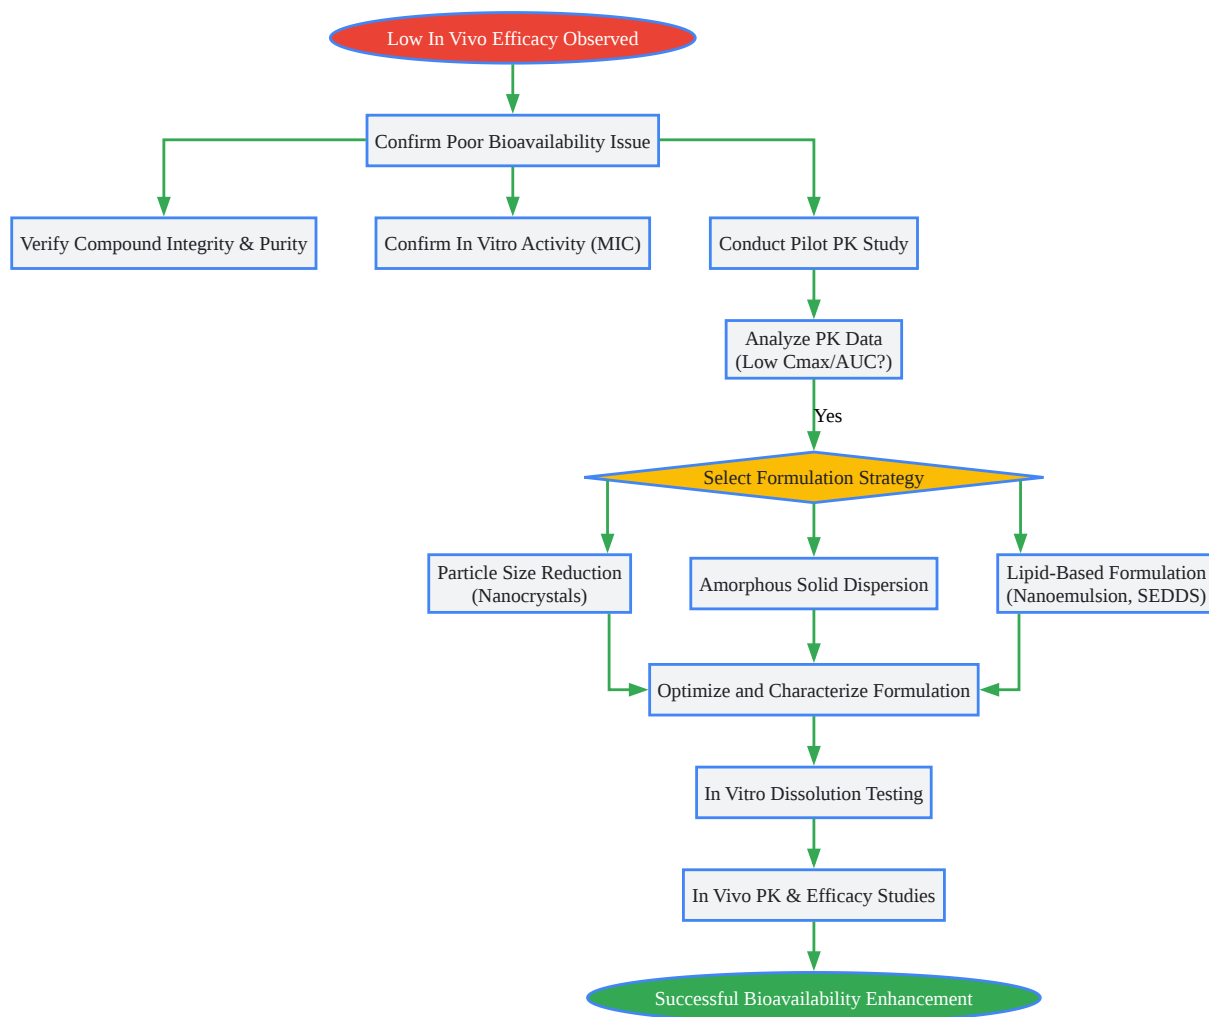 Low In Vivo Efficacy Observed
Confirm Poor Bioavailability Issue
Verify Compound Integrity & Purity
Confirm In Vitro Activity (MIC)
Conduct Pilot PK Study
Analyze PK Data
(Low Cmax/AUC?)
Yes
Select Formulation Strategy
Particle Size Reduction
(Nanocrystals)
Amorphous Solid Dispersion
Lipid-Based Formulation
(Nanoemulsion, SEDDS)
Optimize and Characterize Formulation
In Vitro Dissolution Testing
In Vivo PK & Efficacy Studies
Successful Bioavailability Enhancement